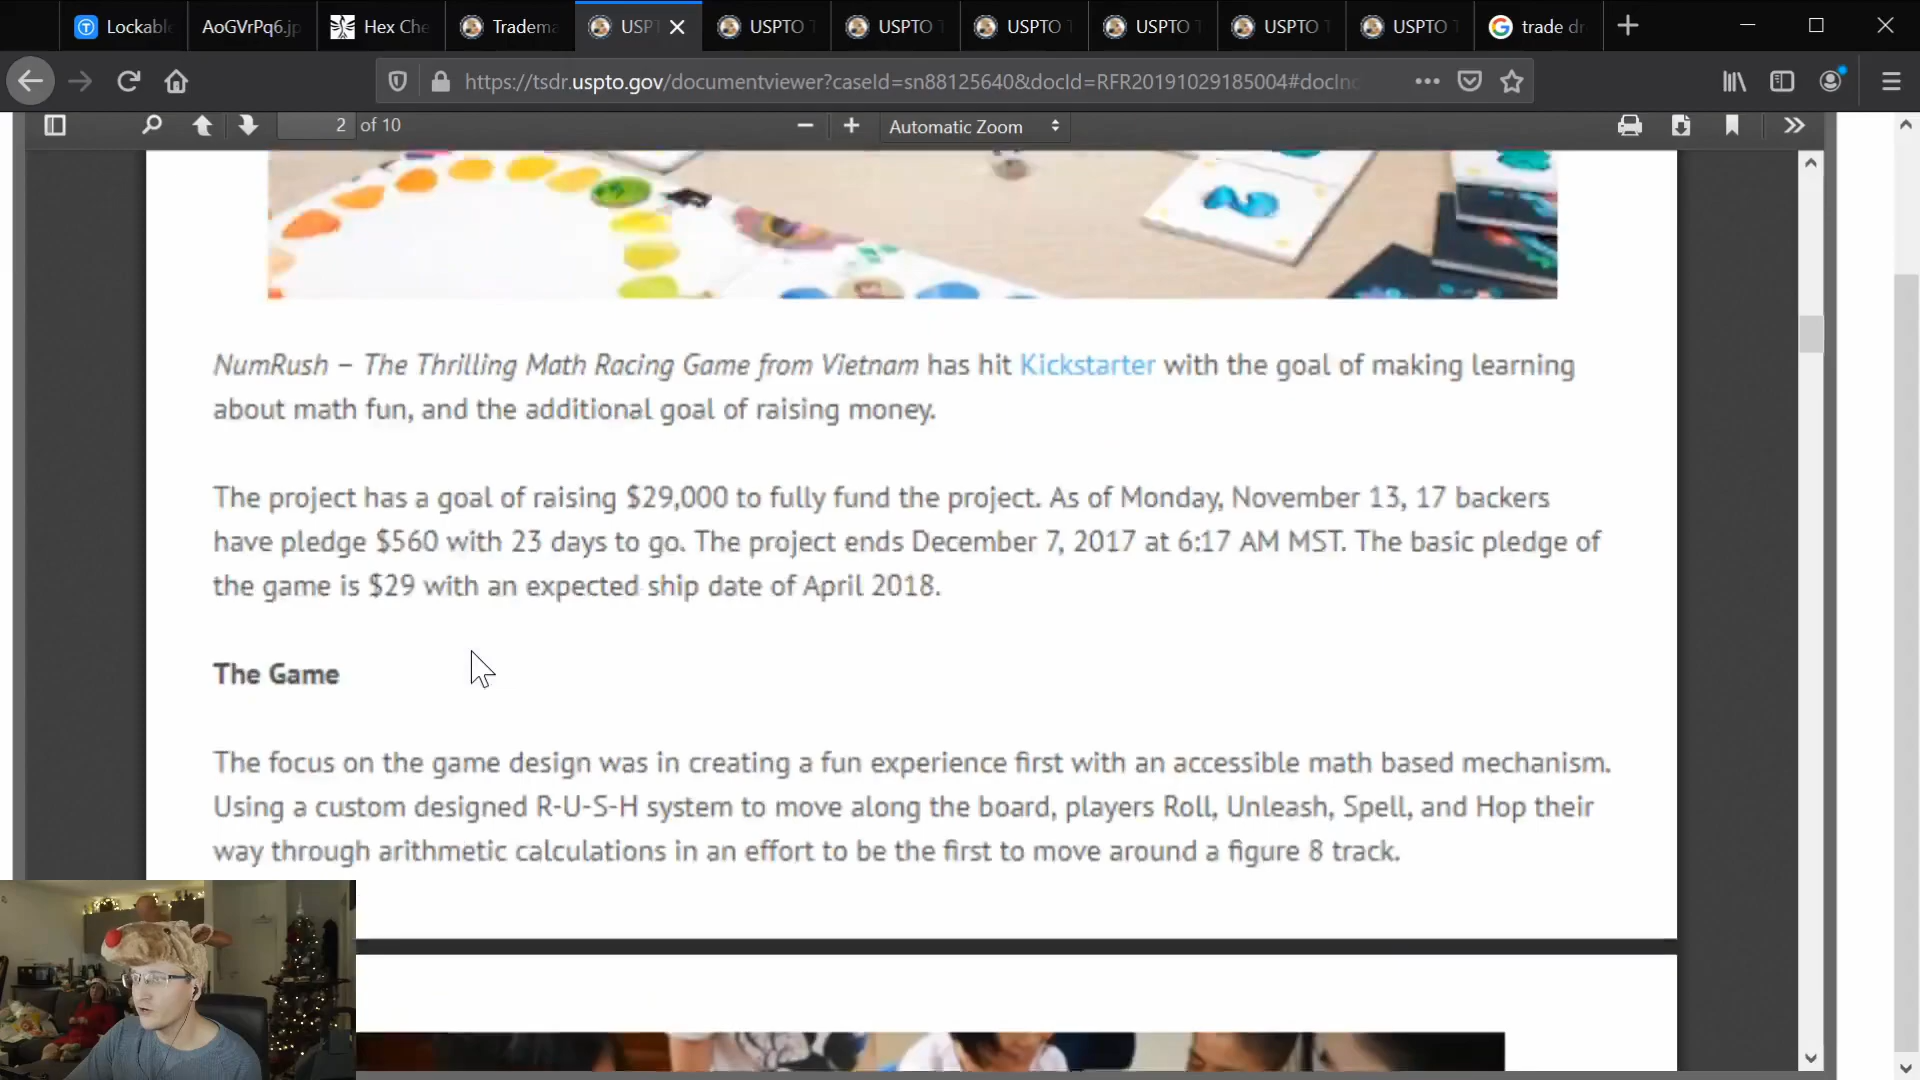 Lockabl
AoGVrPq6.jp
Hex Che
Tradema
USP
USPTO T
USPTO T
USPTO T
USPTO T
USPTO T
USPTO T
trade dr
https://tsdr.uspto.gov/documentviewer?caseId=sn88125640&docId=RFR20191029185004#docInd
2 of 10
Automatic Zoom
NumRush – The Thrilling Math Racing Game from Vietnam has hit Kickstarter with the goal of making learning
about math fun, and the additional goal of raising money.
The project has a goal of raising $29,000 to fully fund the project. As of Monday, November 13, 17 backers
have pledge $560 with 23 days to go. The project ends December 7, 2017 at 6:17 AM MST. The basic pledge of
the game is $29 with an expected ship date of April 2018.
The Game
The focus on the game design was in creating a fun experience first with an accessible math based mechanism.
Using a custom designed R-U-S-H system to move along the board, players Roll, Unleash, Spell, and Hop their
way through arithmetic calculations in an effort to be the first to move around a figure 8 track.